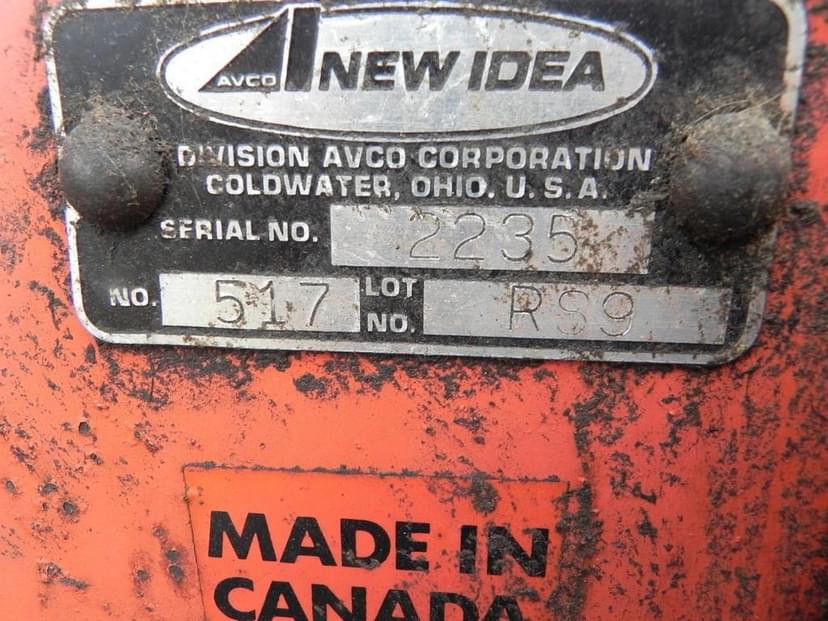 AVCO NEW IDEA
DIVISION AVCO CORPORATION
COLDWATER, OHIO. U. S. A.
SERIAL NO. 2235
NO. 517 LOT NO. RS9
MADE IN
CANADA